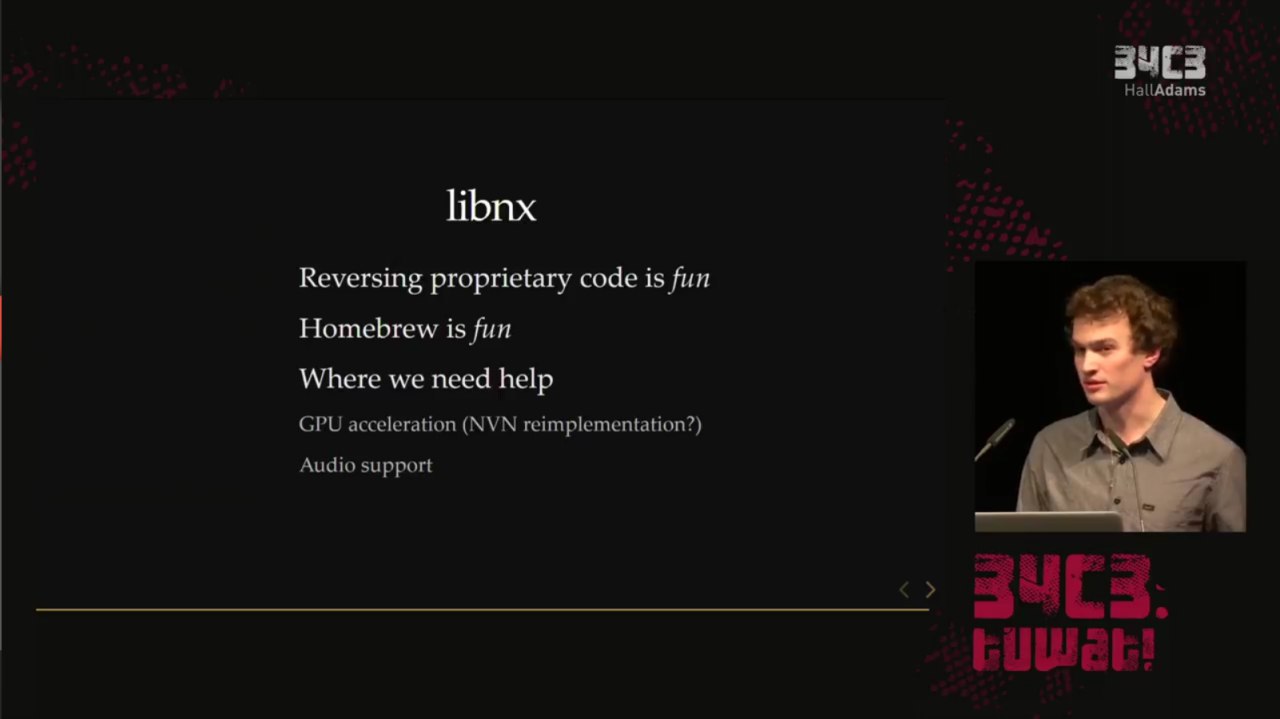 34C3
HallAdams
libnx
Reversing proprietary code is fun
Homebrew is fun
Where we need help
GPU acceleration (NVN reimplementation?)
Audio support
34C3:
tuwat!